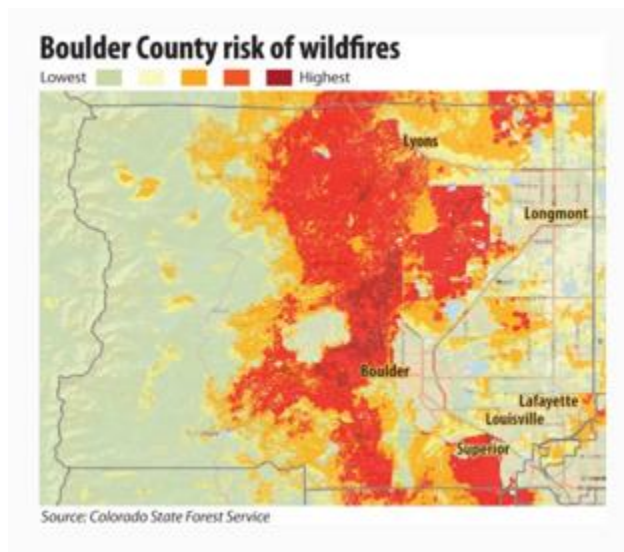 Boulder County risk of wildfires
Lowest Highest
Lyons
Longmont
Boulder
Lafayette
Louisville
Superior
Source: Colorado State Forest Service